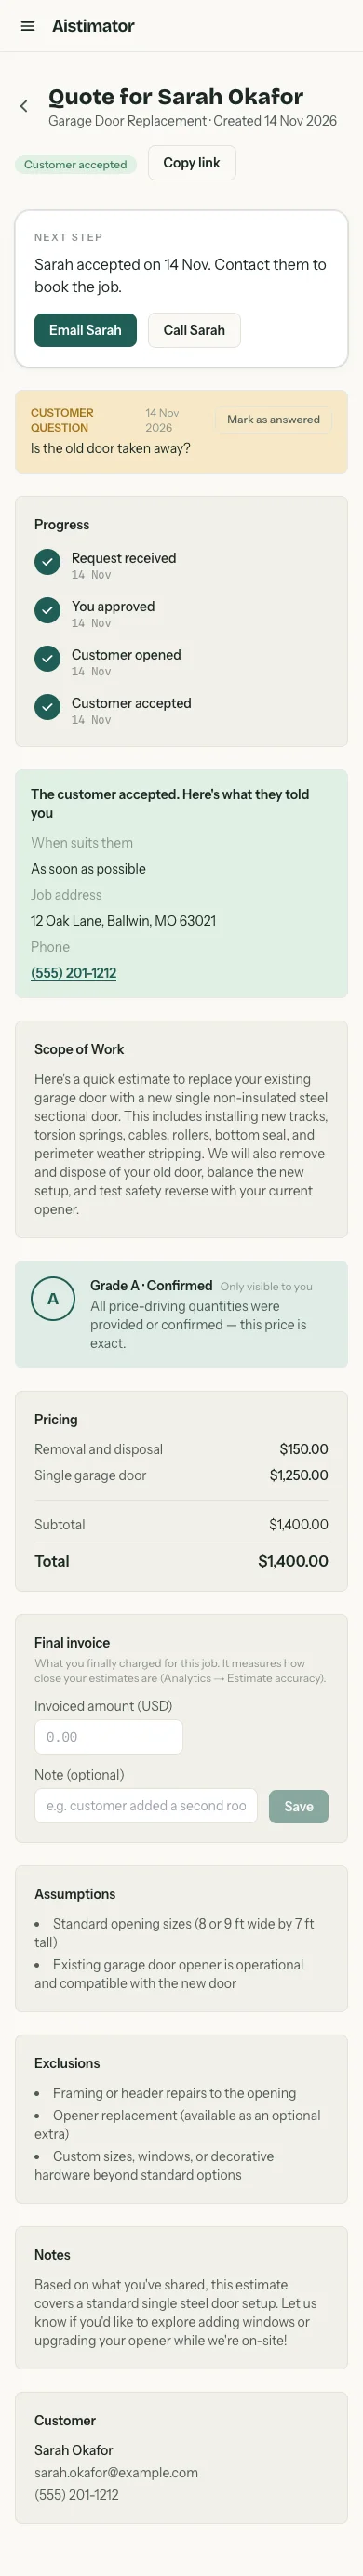 Aistimator
Quote for Sarah Okafor
Garage Door Replacement · Created 14 Nov 2026
Customer accepted
Copy link
NEXT STEP
Sarah accepted on 14 Nov. Contact them to
book the job.
Email Sarah
Call Sarah
CUSTOMER
QUESTION
14 Nov
2026
Mark as answered
Is the old door taken away?
Progress
Request received
14 Nov
You approved
14 Nov
Customer opened
14 Nov
Customer accepted
14 Nov
The customer accepted. Here's what they told
you
When suits them
As soon as possible
Job address
12 Oak Lane, Ballwin, MO 63021
Phone
(555) 201-1212
Scope of Work
Here's a quick estimate to replace your existing
garage door with a new single non-insulated steel
sectional door. This includes installing new tracks,
torsion springs, cables, rollers, bottom seal, and
perimeter weather stripping. We will also remove
and dispose of your old door, balance the new
setup, and test safety reverse with your current
opener.
A
Grade A · Confirmed Only visible to you
All price-driving quantities were
provided or confirmed — this price is
exact.
Pricing
Removal and disposal $150.00
Single garage door $1,250.00
Subtotal $1,400.00
Total $1,400.00
Final invoice
What you finally charged for this job. It measures how
close your estimates are (Analytics → Estimate accuracy).
Invoiced amount (USD)
0.00
Note (optional)
e.g. customer added a second roo
Save
Assumptions
• Standard opening sizes (8 or 9 ft wide by 7 ft
tall)
• Existing garage door opener is operational
and compatible with the new door
Exclusions
• Framing or header repairs to the opening
• Opener replacement (available as an optional
extra)
• Custom sizes, windows, or decorative
hardware beyond standard options
Notes
Based on what you've shared, this estimate
covers a standard single steel door setup. Let us
know if you'd like to explore adding windows or
upgrading your opener while we're on-site!
Customer
Sarah Okafor
sarah.okafor@example.com
(555) 201-1212